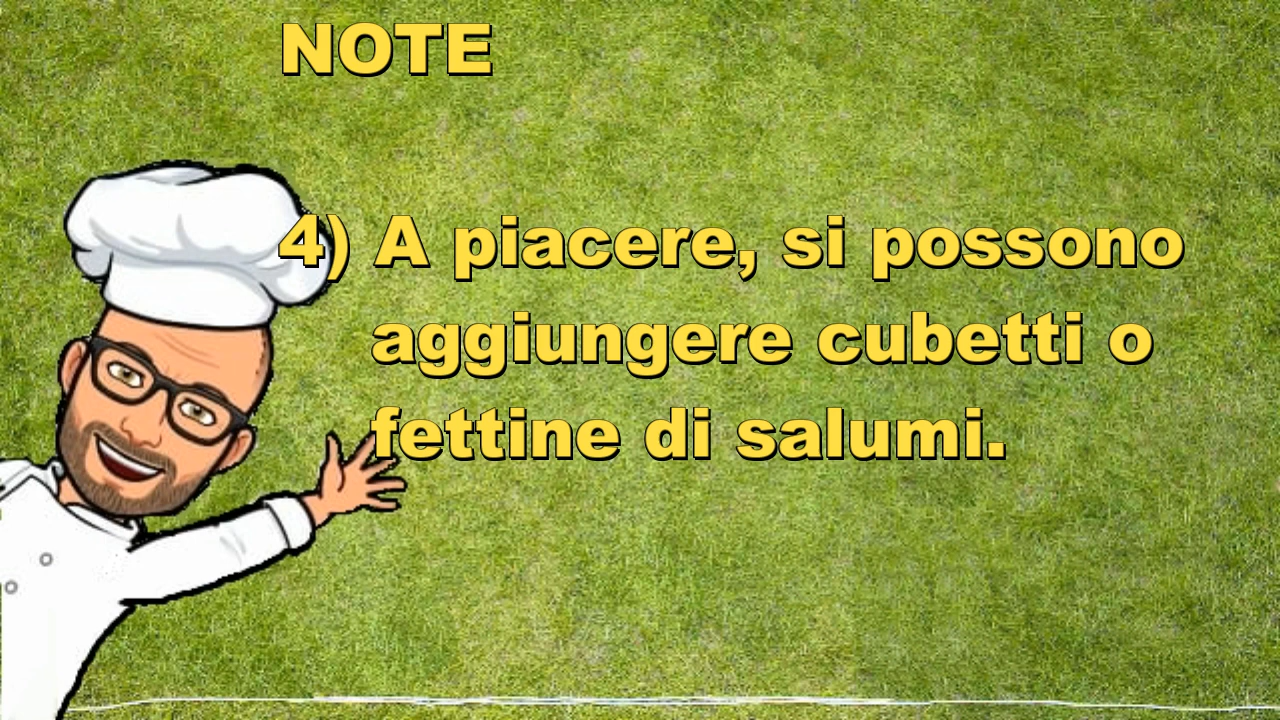 NOTE
4) A piacere, si possono
aggiungere cubetti o
fettine di salumi.